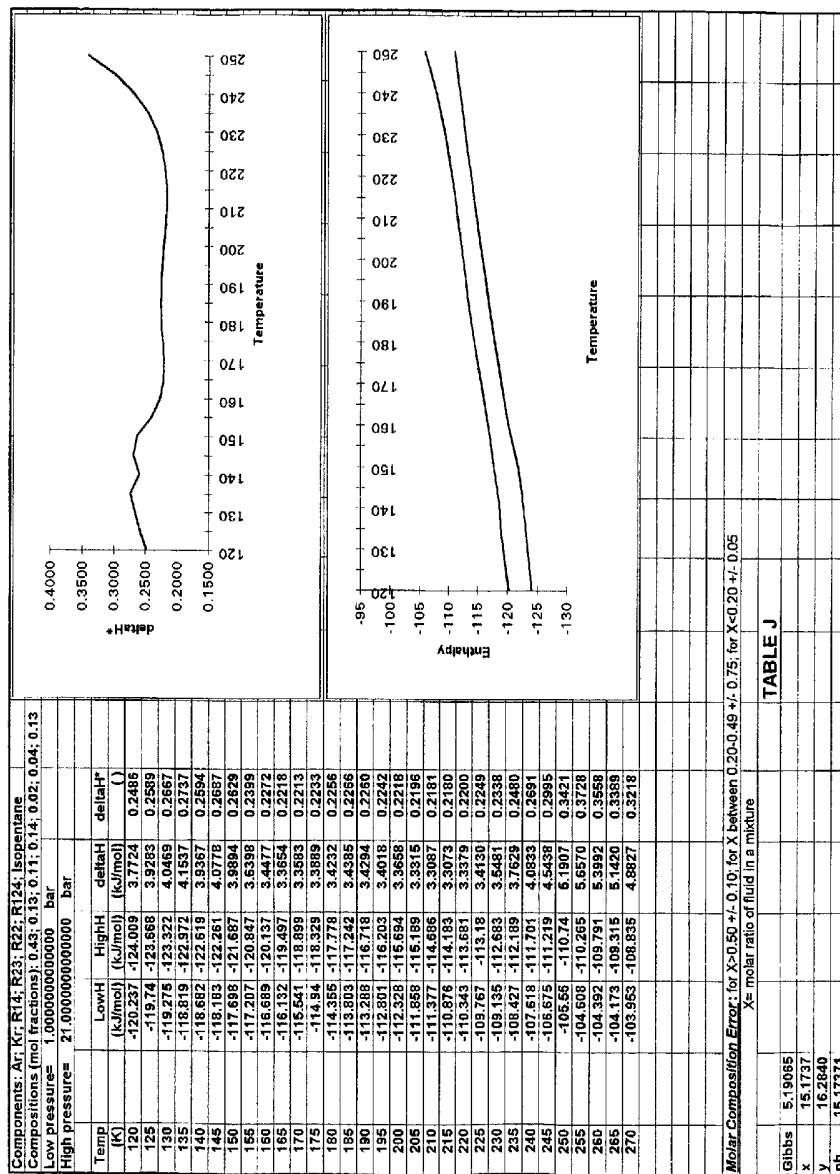 Components: Ar; Kr; R14; R23; R22; R124; Isopentane
Compositions (mol fractions): 0.43; 0.13; 0.11; 0.14; 0.02; 0.04; 0.13
Low pressure= 1.0000000000000 bar
High pressure= 21.0000000000000 bar
Temp LowH HighH deltaH deltaH*
(K) (kJ/mol) (kJ/mol) (kJ/mol) ( )
120 -120.237 -124.009 3.7724 0.2486
125 -119.74 -123.668 3.9283 0.2589
130 -119.275 -123.322 4.0469 0.2667
135 -118.819 -122.972 4.1537 0.2737
140 -118.682 -122.619 3.9367 0.2594
145 -118.183 -122.261 4.0778 0.2687
150 -117.698 -121.687 3.9894 0.2629
155 -117.207 -120.847 3.6398 0.2399
160 -116.689 -120.137 3.4477 0.2272
165 -116.132 -119.497 3.3654 0.2218
170 -115.541 -118.899 3.3583 0.2213
175 -114.94 -118.329 3.3889 0.2233
180 -114.355 -117.778 3.4232 0.2256
185 -113.803 -117.242 3.4385 0.2266
190 -113.288 -116.718 3.4294 0.2260
195 -112.801 -116.203 3.4018 0.2242
200 -112.328 -115.694 3.3658 0.2218
205 -111.858 -115.189 3.3315 0.2196
210 -111.377 -114.686 3.3087 0.2181
215 -110.876 -114.183 3.3073 0.2180
220 -110.343 -113.681 3.3379 0.2200
225 -109.767 -113.18 3.4130 0.2249
230 -109.135 -112.683 3.5481 0.2338
235 -108.427 -112.189 3.7629 0.2480
240 -107.618 -111.701 4.0833 0.2691
245 -106.675 -111.219 4.5438 0.2995
250 -105.55 -110.74 5.1907 0.3421
255 -104.608 -110.265 5.6570 0.3728
260 -104.392 -109.791 5.3992 0.3558
265 -104.173 -109.315 5.1420 0.3389
270 -103.953 -108.835 4.8827 0.3218
deltaH*
0.4000
0.3500
0.3000
0.2500
0.2000
0.1500
120 130 140 150 160 170 180 190 200 210 220 230 240 250
Temperature
Enthalpy
-95
-100
-105
-110
-115
-120
-125
-130
120 130 140 150 160 170 180 190 200 210 220 230 240 250
Temperature
Molar Composition Error: for X>0.50 +/- 0.10; for X between 0.20-0.49 +/- 0.75; for X<0.20 +/- 0.05
X= molar ratio of fluid in a mixture
TABLE J
Gibbs 5.19065
x 15.1737
y 16.2840
dh 15.17371